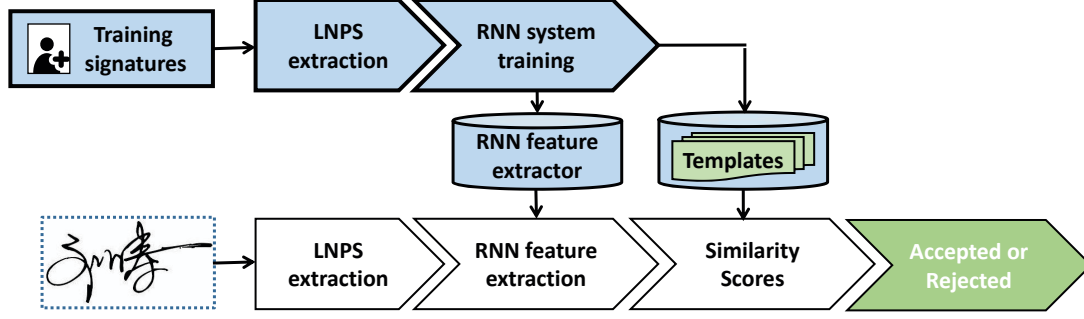 Training
signatures
LNPS
extraction
RNN system
training
RNN feature
extractor
Templates
LNPS
extraction
RNN feature
extraction
Similarity
Scores
Accepted or
Rejected